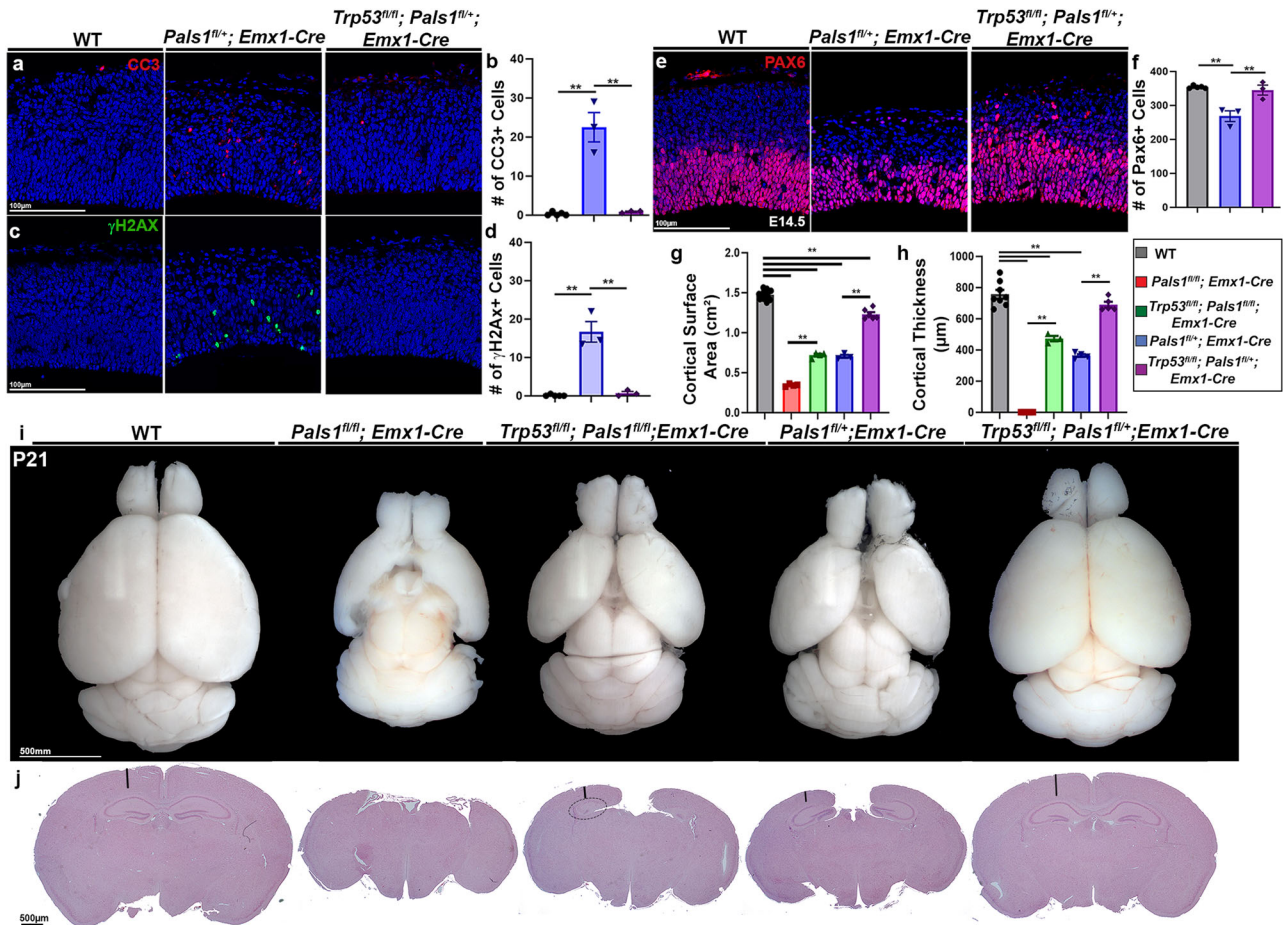 WT
Pals1fl/+; Emx1-Cre
Trp53fl/fl; Pals1fl/+;
Emx1-Cre
a
CC3
100µm
c
γH2AX
100µm
b
**
**
# of CC3+ Cells
40
30
20
10
0
d
**
**
# of γH2AX+ Cells
40
30
20
10
0
WT
Pals1fl/+; Emx1-Cre
Trp53fl/fl; Pals1fl/+;
Emx1-Cre
e
PAX6
100µm
E14.5
f
**
**
# of Pax6+ Cells
400
300
200
100
0
g
**
**
**
Cortical Surface
Area (cm²)
2.0
1.5
1.0
0.5
0.0
h
**
**
**
Cortical Thickness
(µm)
1000
800
600
400
200
0
WT
Pals1fl/fl; Emx1-Cre
Trp53fl/fl; Pals1fl/fl;
Emx1-Cre
Pals1fl/+; Emx1-Cre
Trp53fl/fl; Pals1fl/+;
Emx1-Cre
i
WT
Pals1fl/fl; Emx1-Cre
Trp53fl/fl; Pals1fl/fl;Emx1-Cre
Pals1fl/+;Emx1-Cre
Trp53fl/fl; Pals1fl/+;Emx1-Cre
P21
500mm
j
500µm